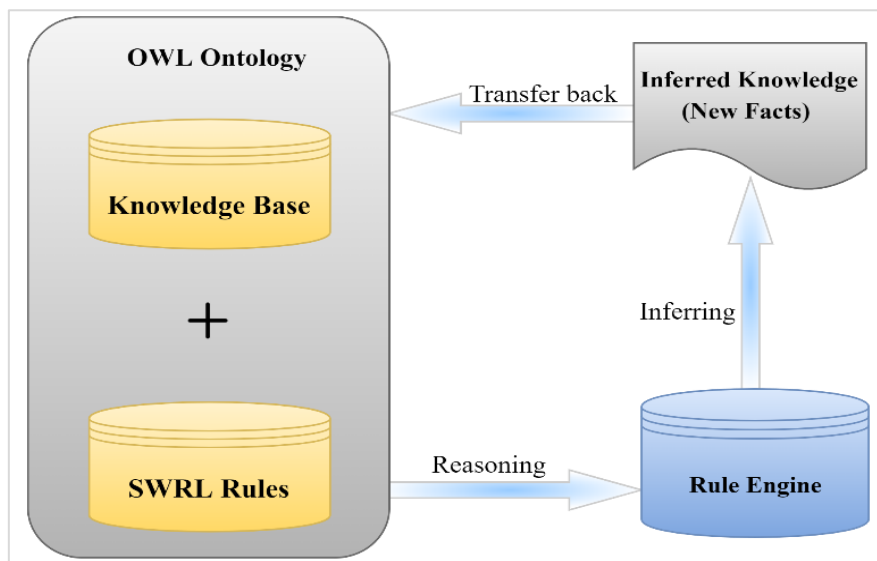 OWL Ontology
Knowledge Base
+
SWRL Rules
Reasoning
Rule Engine
Inferring
Inferred Knowledge
(New Facts)
Transfer back